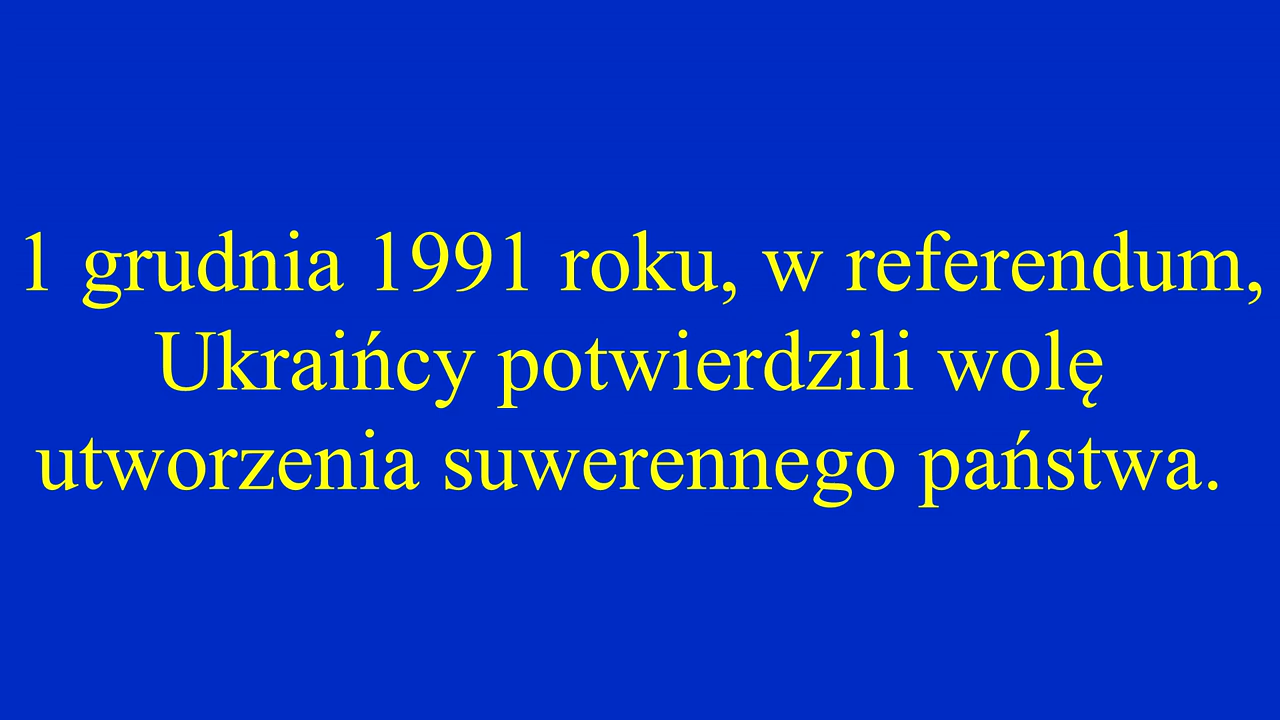 1 grudnia 1991 roku, w referendum,
Ukraińcy potwierdzili wolę
utworzenia suwerennego państwa.